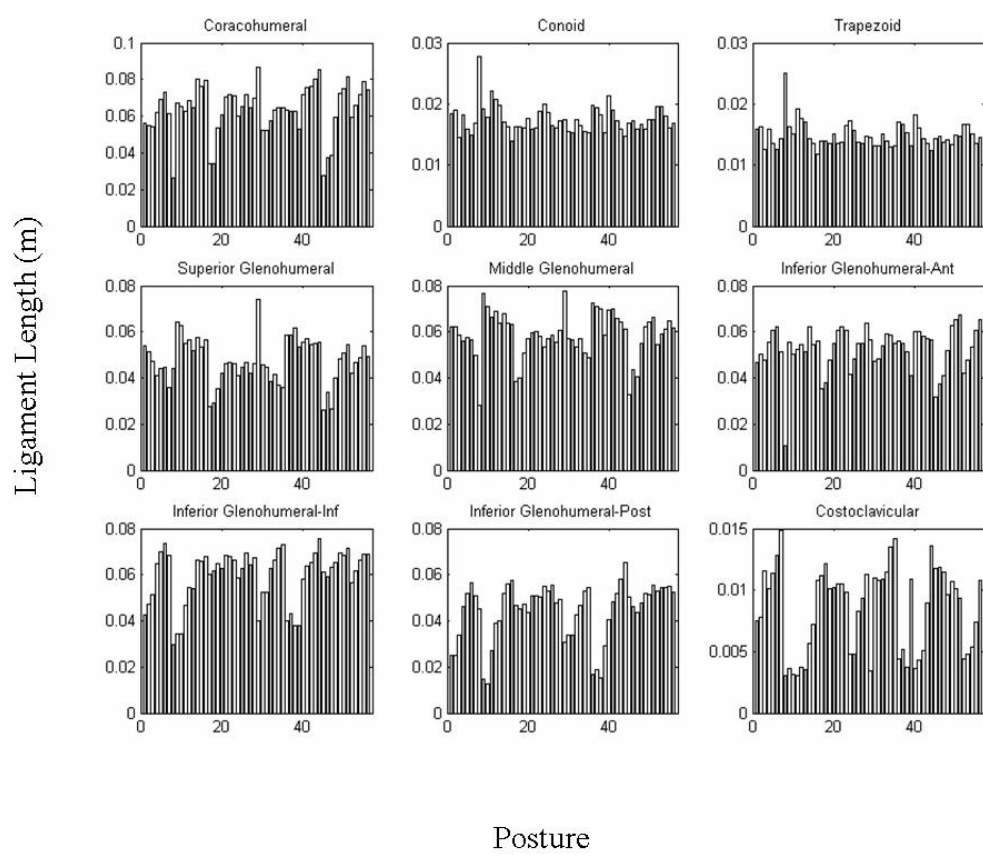 Coracohumeral
Conoid
Trapezoid
0.1
0.08
0.06
0.04
0.02
0
0 20 40
0.03
0.02
0.01
0
0 20 40
0.03
0.02
0.01
0
0 20 40
Superior Glenohumeral
Middle Glenohumeral
Inferior Glenohumeral-Ant
0.08
0.06
0.04
0.02
0
0 20 40
0.08
0.06
0.04
0.02
0
0 20 40
0.08
0.06
0.04
0.02
0
0 20 40
Inferior Glenohumeral-Inf
Inferior Glenohumeral-Post
Costoclavicular
0.08
0.06
0.04
0.02
0
0 20 40
0.08
0.06
0.04
0.02
0
0 20 40
0.015
0.01
0.005
0
0 20 40
Ligament Length (m)
Posture